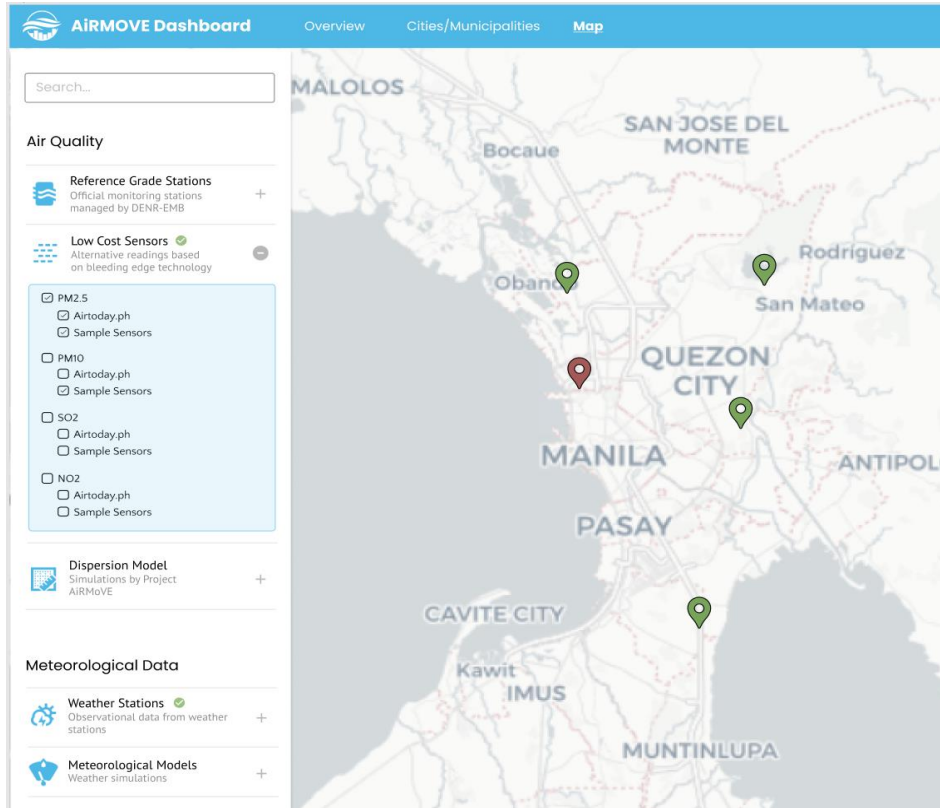 AiRMOVE Dashboard
Overview
Cities/Municipalities
Map
Search...
Air Quality
Reference Grade Stations
Official monitoring stations
managed by DENR-EMB
Low Cost Sensors
Alternative readings based
on bleeding edge technology
PM2.5
Airtoday.ph
Sample Sensors
PM10
Airtoday.ph
Sample Sensors
SO2
Airtoday.ph
Sample Sensors
NO2
Airtoday.ph
Sample Sensors
Dispersion Model
Simulations by Project
AiRMoVE
Meteorological Data
Weather Stations
Observational data from weather
stations
Meteorological Models
Weather simulations
MALOLOS
Bocaue
SAN JOSE DEL
MONTE
Obando
Rodriguez
San Mateo
QUEZON
CITY
MANILA
ANTIPOL
PASAY
CAVITE CITY
Kawit
IMUS
MUNTINLUPA